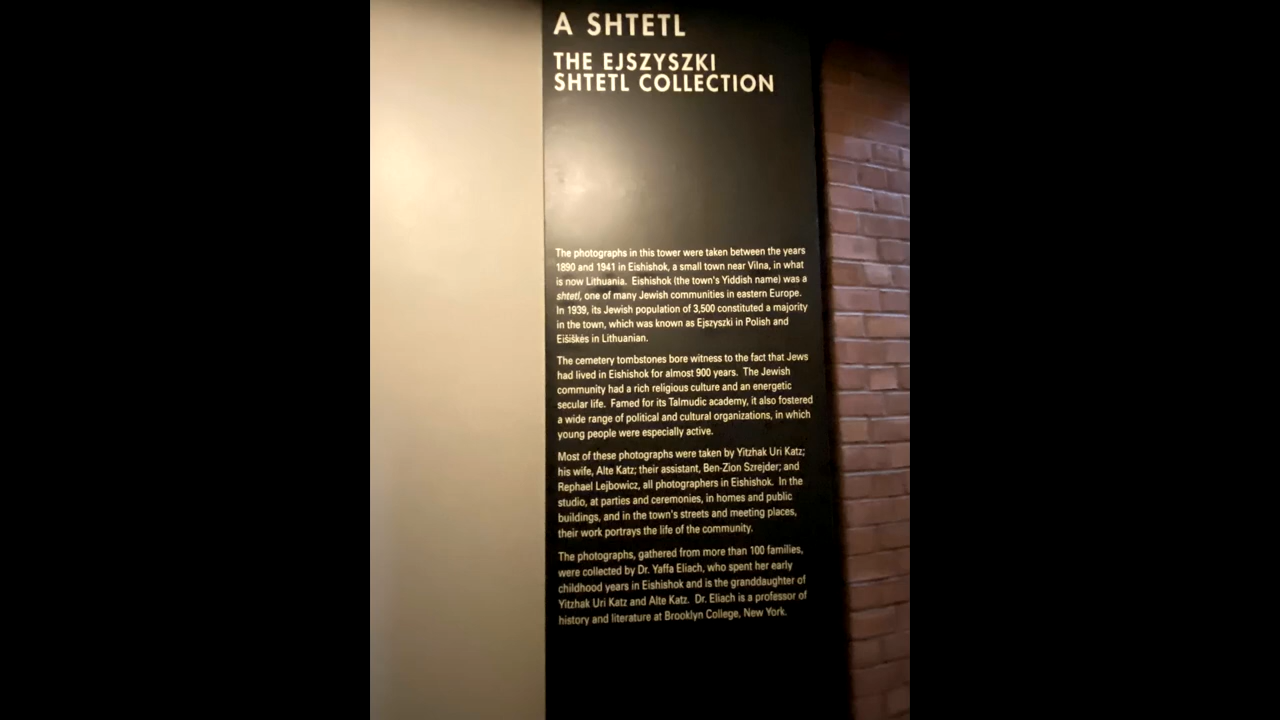 A SHTETL
THE EJSZYSZKI
SHTETL COLLECTION
The photographs in this tower were taken between the years
1890 and 1941 in Eishishok, a small town near Vilna, in what
is now Lithuania. Eishishok (the town's Yiddish name) was a
shtetl, one of many Jewish communities in eastern Europe.
In 1939, its Jewish population of 3,500 constituted a majority
in the town, which was known as Ejszyszki in Polish and
Eišiškės in Lithuanian.
The cemetery tombstones bore witness to the fact that Jews
had lived in Eishishok for almost 900 years. The Jewish
community had a rich religious culture and an energetic
secular life. Famed for its Talmudic academy, it also fostered
a wide range of political and cultural organizations, in which
young people were especially active.
Most of these photographs were taken by Yitzhak Uri Katz;
his wife, Alte Katz; their assistant, Ben-Zion Szrejder; and
Rephael Lejbowicz, all photographers in Eishishok. In the
studio, at parties and ceremonies, in homes and public
buildings, and in the town's streets and meeting places,
their work portrays the life of the community.
The photographs, gathered from more than 100 families,
were collected by Dr. Yaffa Eliach, who spent her early
childhood years in Eishishok and is the granddaughter of
Yitzhak Uri Katz and Alte Katz. Dr. Eliach is a professor of
history and literature at Brooklyn College, New York.